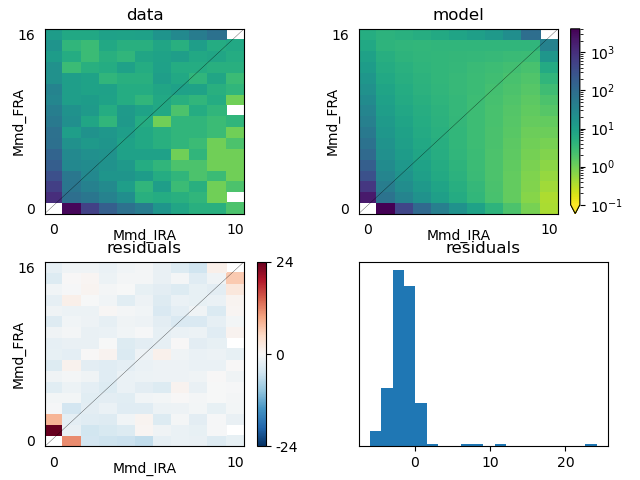 data
model
16
0
Mmd_FRA
0
10
Mmd_IRA
Mmd_FRA
0
10
Mmd_IRA
16
0
10³
10²
10¹
10⁰
10⁻¹
residuals
residuals
16
0
Mmd_FRA
0
10
Mmd_IRA
24
0
-24
0
10
20